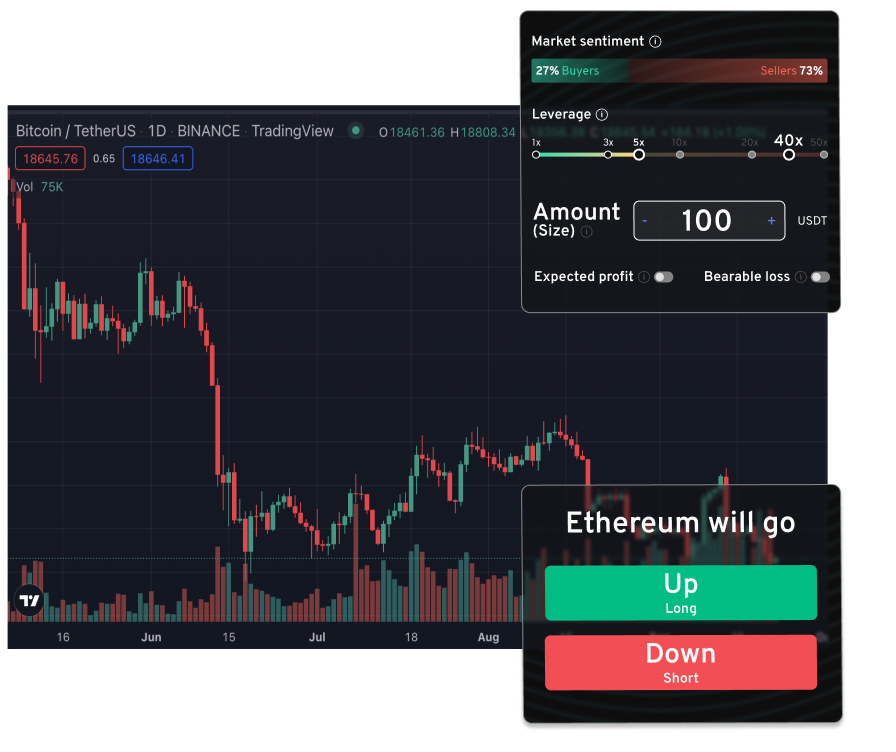 Market sentiment
27% Buyers Sellers 73%
Leverage
1x 3x 5x 10x 20x 40x 50x
Bitcoin / TetherUS · 1D · BINANCE · TradingView O18461.36 H18808.34
18645.76 0.65 18646.41
Vol 75K
Amount
(Size)
- 100 + USDT
Expected profit Bearable loss
Ethereum will go
Up
Long
Down
Short
16 Jun 15 Jul 18 Aug